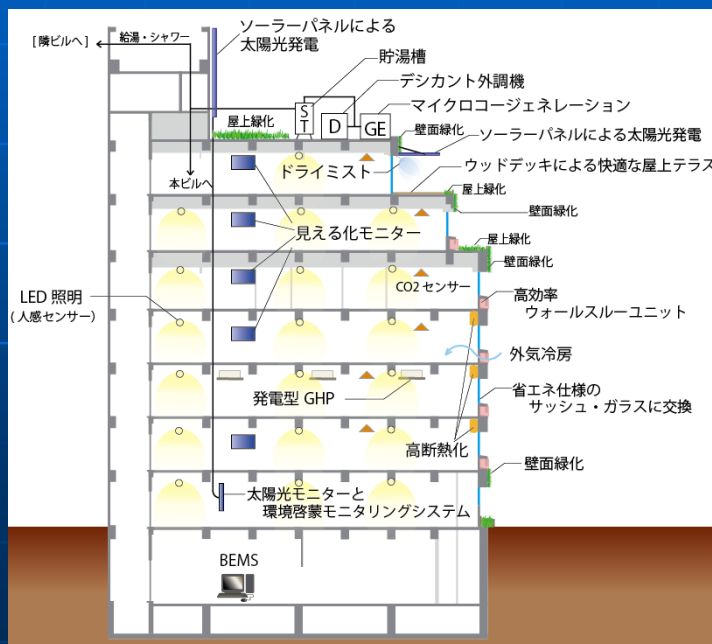 ソーラーパネルによる
太陽光発電
[隣ビルへ]
給湯・シャワー
貯湯槽
デシカント外調機
マイクロコージェネレーション
ST
D
GE
屋上緑化
壁面緑化
ソーラーパネルによる太陽光発電
ドライミスト
ウッドデッキによる快適な屋上テラス
本ビルへ
屋上緑化
壁面緑化
見える化モニター
屋上緑化
壁面緑化
CO2センサー
LED 照明
(人感センサー)
高効率
ウォールスルーユニット
外気冷房
発電型 GHP
省エネ仕様の
サッシュ・ガラスに交換
高断熱化
壁面緑化
太陽光モニターと
環境啓蒙モニタリングシステム
BEMS